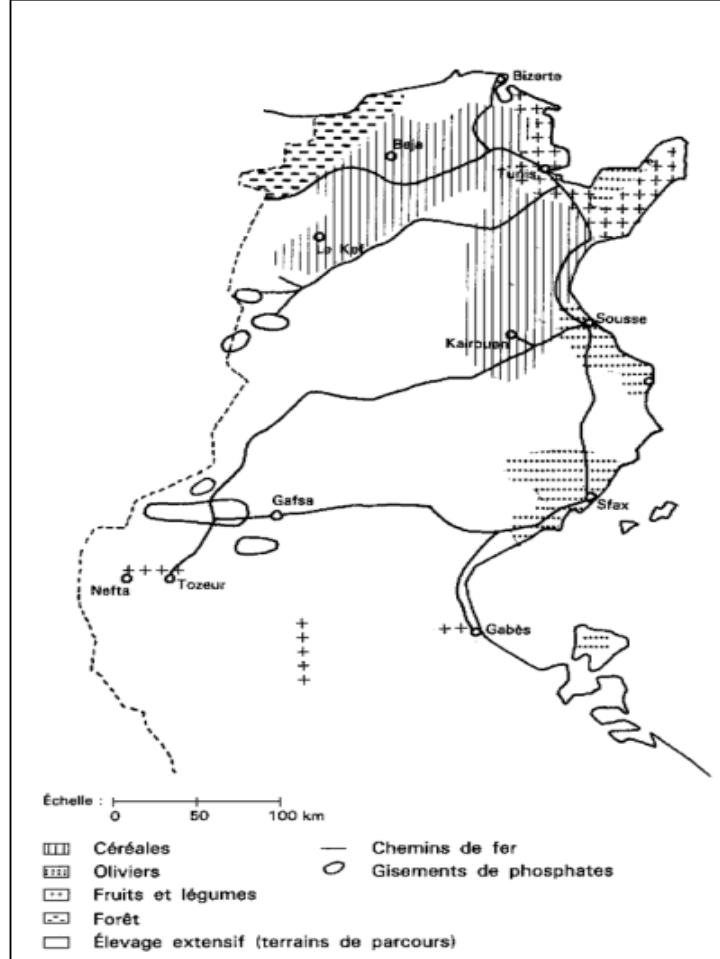 Bizerte
Beja
Tunis
Le Kef
Sousse
Kairouan
Gafsa
Sfax
Nefta
Tozeur
Gabès
Échelle :
0 50 100 km
Céréales
Chemins de fer
Oliviers
Gisements de phosphates
Fruits et légumes
Forêt
Élevage extensif (terrains de parcours)